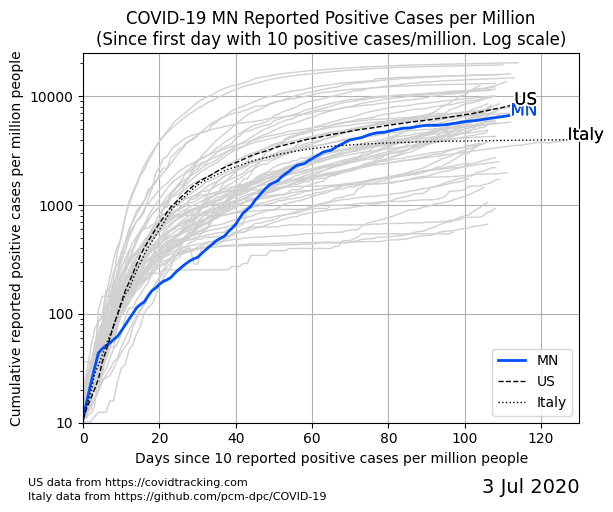 COVID-19 MN Reported Positive Cases per Million
(Since first day with 10 positive cases/million. Log scale)
Cumulative reported positive cases per million people
10000
1000
100
10
US
MN
Italy
MN
US
Italy
0 20 40 60 80 100 120
Days since 10 reported positive cases per million people
US data from https://covidtracking.com
Italy data from https://github.com/pcm-dpc/COVID-19
3 Jul 2020